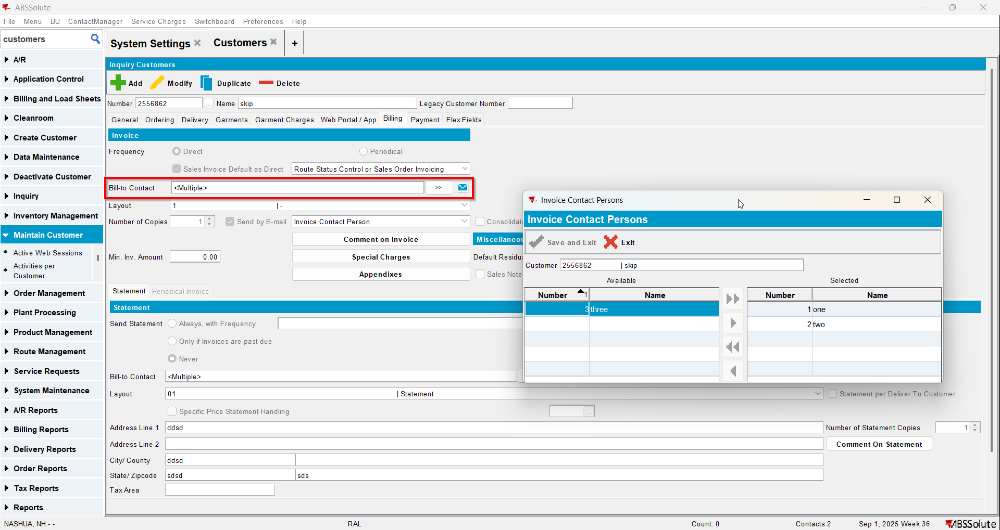 ABSSolute
File Menu BU ContactManager Service Charges Switchboard Preferences Help
customers
System Settings
Customers
+
A/R
Application Control
Billing and Load Sheets
Cleanroom
Create Customer
Data Maintenance
Deactivate Customer
Inquiry
Inventory Management
Maintain Customer
Active Web Sessions
Activities per
Customer
Order Management
Plant Processing
Product Management
Route Management
Service Requests
System Maintenance
A/R Reports
Billing Reports
Delivery Reports
Order Reports
Tax Reports
Reports
Inquiry Customers
Add Modify Duplicate Delete
Number 2556862 ... Name skip Legacy Customer Number
General Ordering Delivery Garments Garment Charges Web Portal / App Billing Payment Flex Fields
Invoice
Frequency Direct Periodical
Sales Invoice Default as Direct Route Status Control or Sales Order Invoicing
Bill-to Contact <Multiple> >>
Layout 1 | -
Number of Copies 1 Send by E-mail Invoice Contact Person Consolidat
Comment on Invoice Miscellaneou
Min. Inv. Amount 0.00 Special Charges Default Residu
Appendixes Sales Note
Statement Periodical Invoice
Statement
Send Statement Always, with Frequency
Only if Invoices are past due
Never
Bill-to Contact <Multiple>
Layout 01 | Statement Statement per Deliver To Customer
Specific Price Statement Handling ...
Address Line 1 ddsd Number of Statement Copies 1
Address Line 2 Comment On Statement
City/ County ddsd
State/ Zipcode sdsd sds
Tax Area
Invoice Contact Persons
Invoice Contact Persons
Save and Exit Exit
Customer 2556862 | skip
Available Selected
Number 1 Name Number Name
3 three 1 one
2 two
NASHUA, NH - - RAL Count: 0 Contacts 2 Sep 1, 2025 Week 36 ABSSolute